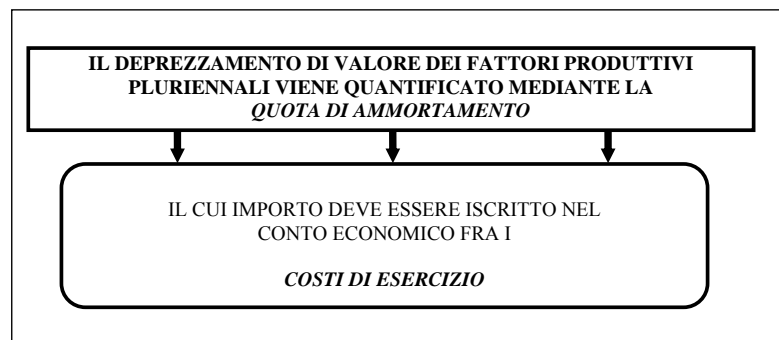 IL DEPREZZAMENTO DI VALORE DEI FATTORI PRODUTTIVI
PLURIENNALI VIENE QUANTIFICATO MEDIANTE LA
QUOTA DI AMMORTAMENTO
IL CUI IMPORTO DEVE ESSERE ISCRITTO NEL
CONTO ECONOMICO FRA I
COSTI DI ESERCIZIO